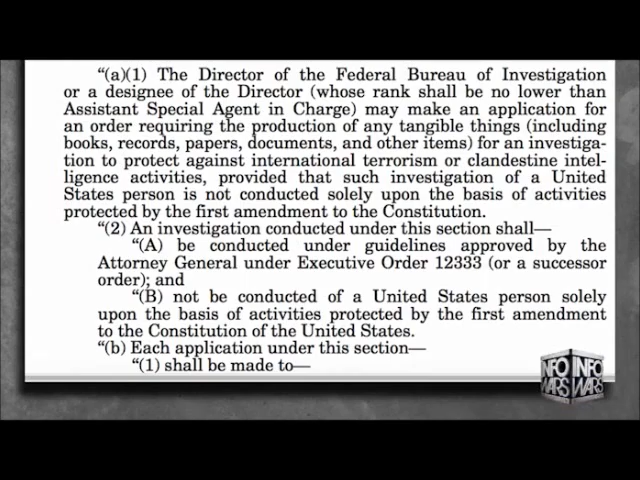 “(a)(1) The Director of the Federal Bureau of Investigation
or a designee of the Director (whose rank shall be no lower than
Assistant Special Agent in Charge) may make an application for
an order requiring the production of any tangible things (including
books, records, papers, documents, and other items) for an investiga-
tion to protect against international terrorism or clandestine intel-
ligence activities, provided that such investigation of a United
States person is not conducted solely upon the basis of activities
protected by the first amendment to the Constitution.
“(2) An investigation conducted under this section shall—
“(A) be conducted under guidelines approved by the
Attorney General under Executive Order 12333 (or a successor
order); and
“(B) not be conducted of a United States person solely
upon the basis of activities protected by the first amendment
to the Constitution of the United States.
“(b) Each application under this section—
“(1) shall be made to—
INFO INFO
WARS WARS